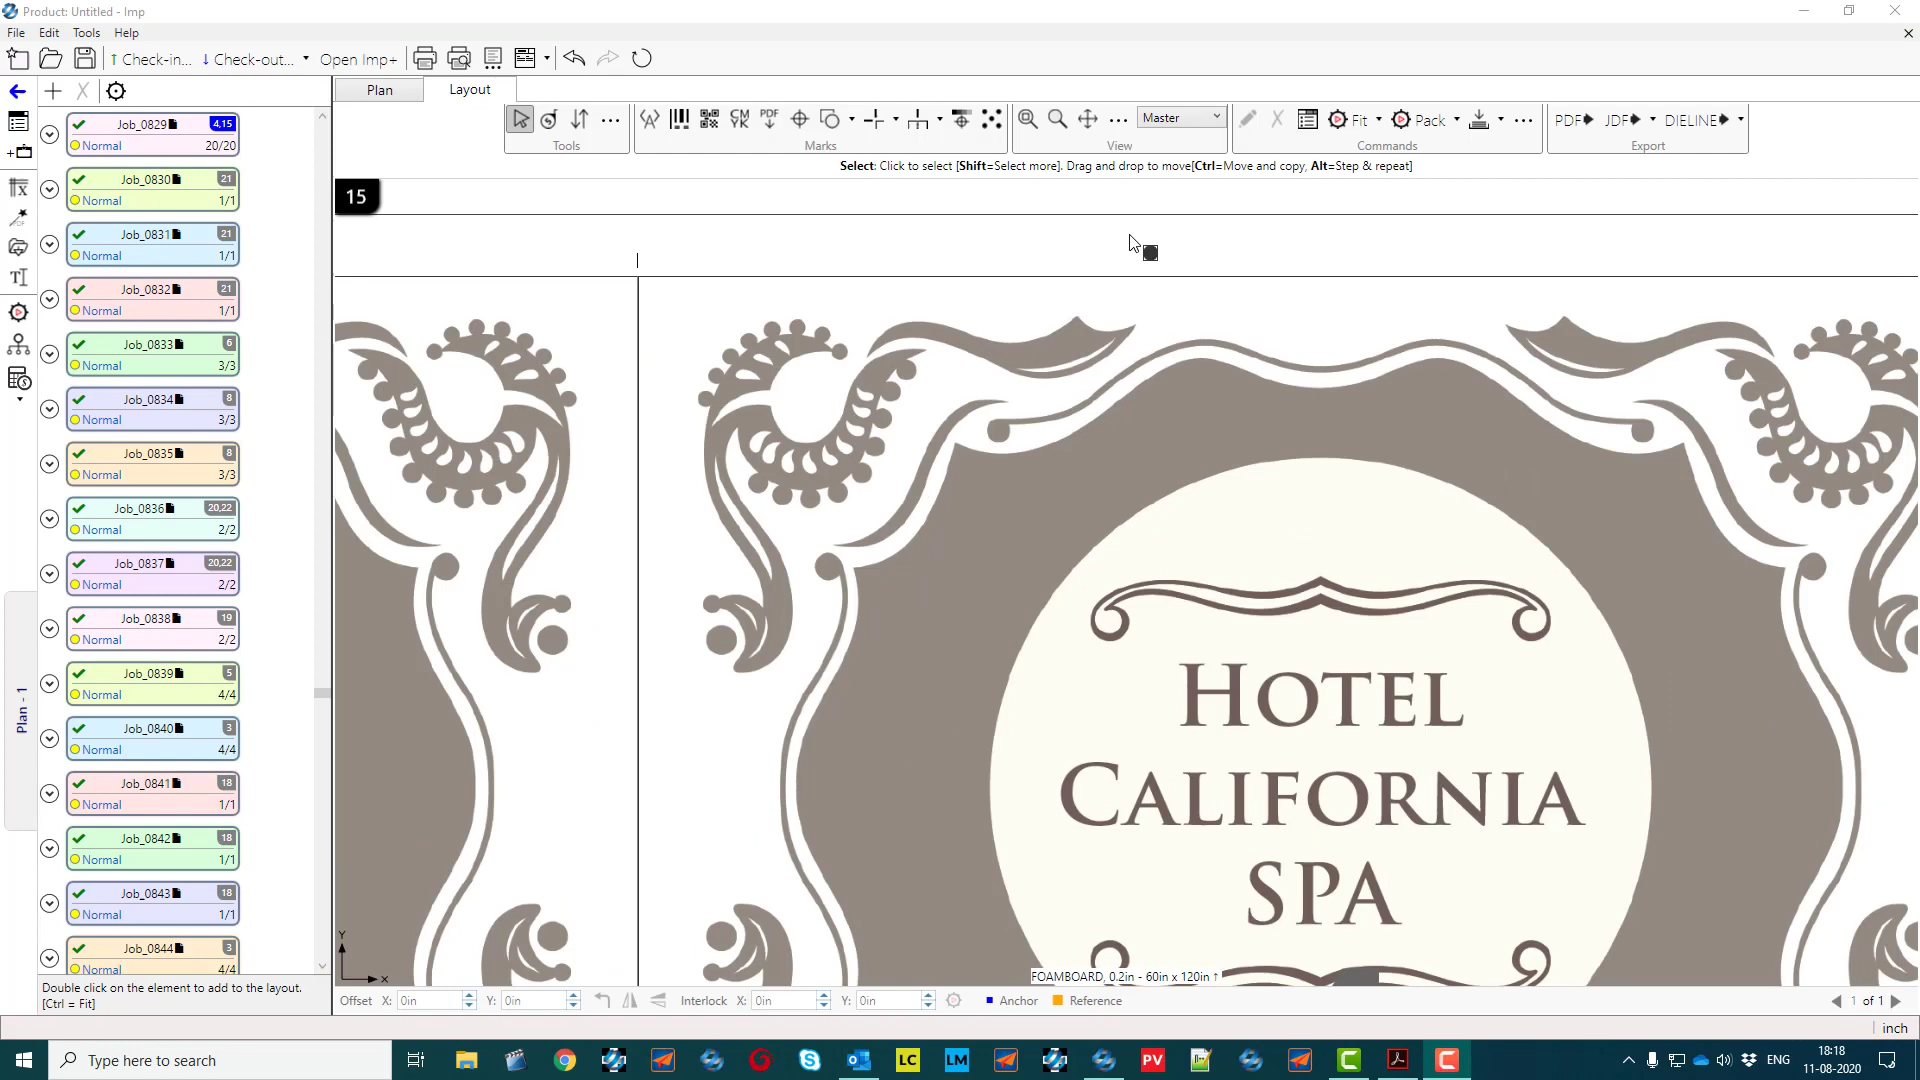 Product: Untitled - Imp
File Edit Tools Help
Check-in... Check-out... Open Imp+
Plan Layout
Master Fit Pack PDF JDF DIELINE
Tools Marks View Commands Export
Select: Click to select [Shift=Select more]. Drag and drop to move[Ctrl=Move and copy, Alt=Step & repeat]
15
Job_0829 4,15
Normal 20/20
Job_0830 21
Normal 1/1
Job_0831 21
Normal 1/1
Job_0832 21
Normal 1/1
Job_0833 6
Normal 3/3
Job_0834 8
Normal 3/3
Job_0835 8
Normal 3/3
Job_0836 20,22
Normal 2/2
Job_0837 20,22
Normal 2/2
Job_0838 19
Normal 2/2
Job_0839 5
Normal 4/4
Job_0840 3
Normal 4/4
Job_0841 18
Normal 1/1
Job_0842 18
Normal 1/1
Job_0843 18
Normal 1/1
Job_0844 3
Normal 4/4
Plan - 1
Double click on the element to add to the layout.
[Ctrl = Fit]
HOTEL
CALIFORNIA
SPA
Y
X
FOAMBOARD, 0.2in - 60in x 120in ↑
Offset X: 0in Y: 0in Interlock X: 0in Y: 0in Anchor Reference 1 of 1
inch
Type here to search
LC LM PV
ENG 18:18
11-08-2020